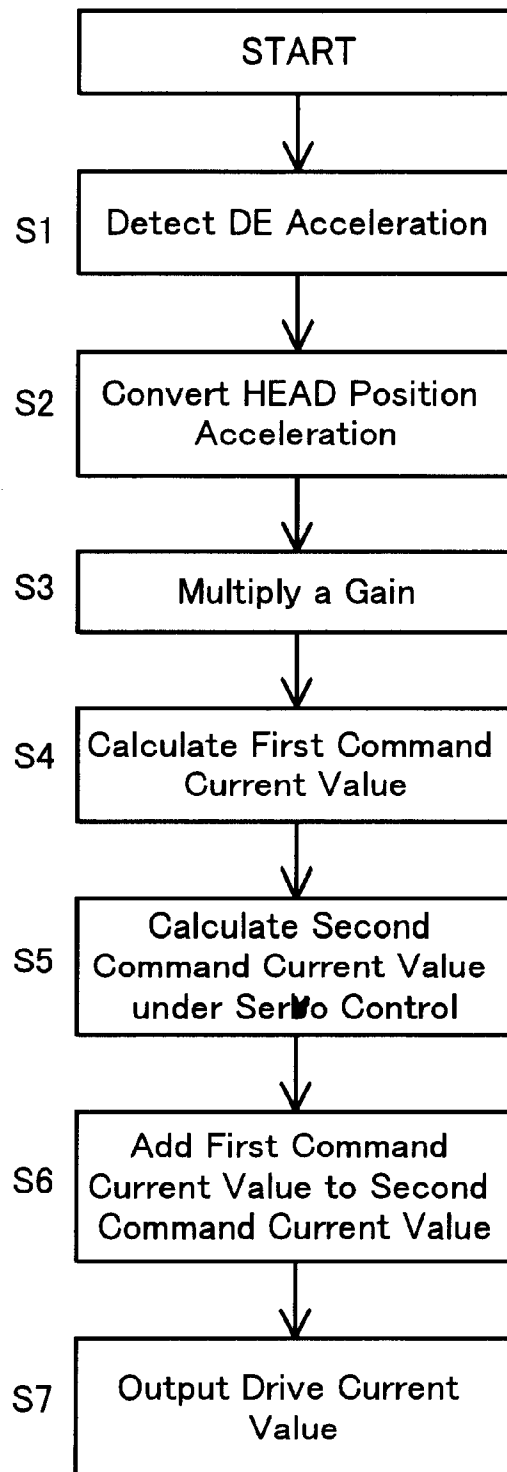 START
S1
Detect DE Acceleration
S2
Convert HEAD Position
Acceleration
S3
Multiply a Gain
S4
Calculate First Command
Current Value
S5
Calculate Second
Command Current Value
under Servo Control
S6
Add First Command
Current Value to Second
Command Current Value
S7
Output Drive Current
Value